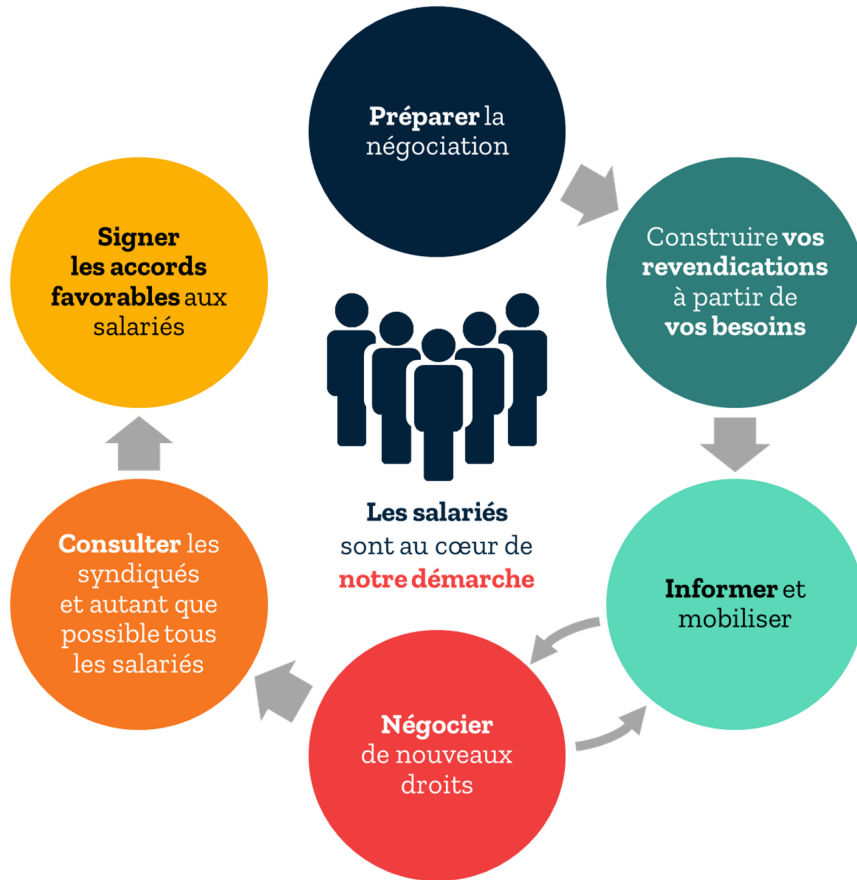 Préparer la
négociation
Construire vos
revendications
à partir de
vos besoins
Informer et
mobiliser
Négocier
de nouveaux
droits
Consulter les
syndiqués
et autant que
possible tous
les salariés
Signer
les accords
favorables aux
salariés
Les salariés
sont au cœur de
notre démarche